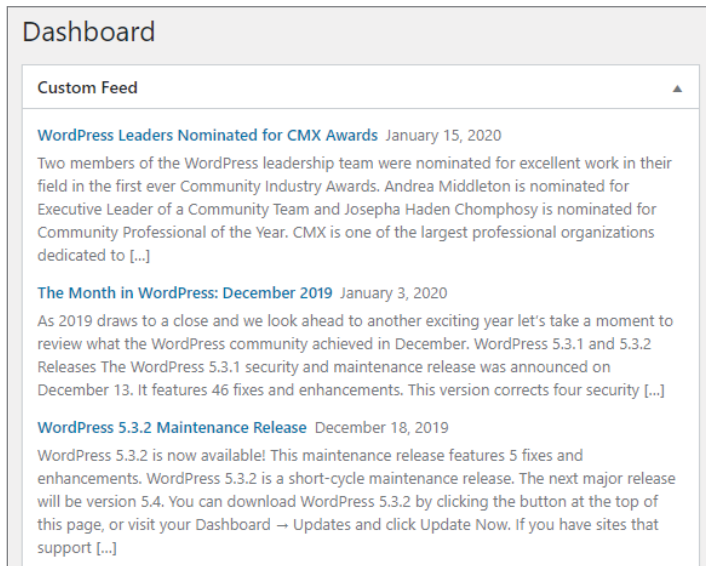 Dashboard
Custom Feed
WordPress Leaders Nominated for CMX Awards January 15, 2020
Two members of the WordPress leadership team were nominated for excellent work in their
field in the first ever Community Industry Awards. Andrea Middleton is nominated for
Executive Leader of a Community Team and Josepha Haden Chomphosy is nominated for
Community Professional of the Year. CMX is one of the largest professional organizations
dedicated to [...]
The Month in WordPress: December 2019 January 3, 2020
As 2019 draws to a close and we look ahead to another exciting year let’s take a moment to
review what the WordPress community achieved in December. WordPress 5.3.1 and 5.3.2
Releases The WordPress 5.3.1 security and maintenance release was announced on
December 13. It features 46 fixes and enhancements. This version corrects four security [...]
WordPress 5.3.2 Maintenance Release December 18, 2019
WordPress 5.3.2 is now available! This maintenance release features 5 fixes and
enhancements. WordPress 5.3.2 is a short-cycle maintenance release. The next major release
will be version 5.4. You can download WordPress 5.3.2 by clicking the button at the top of
this page, or visit your Dashboard → Updates and click Update Now. If you have sites that
support [...]